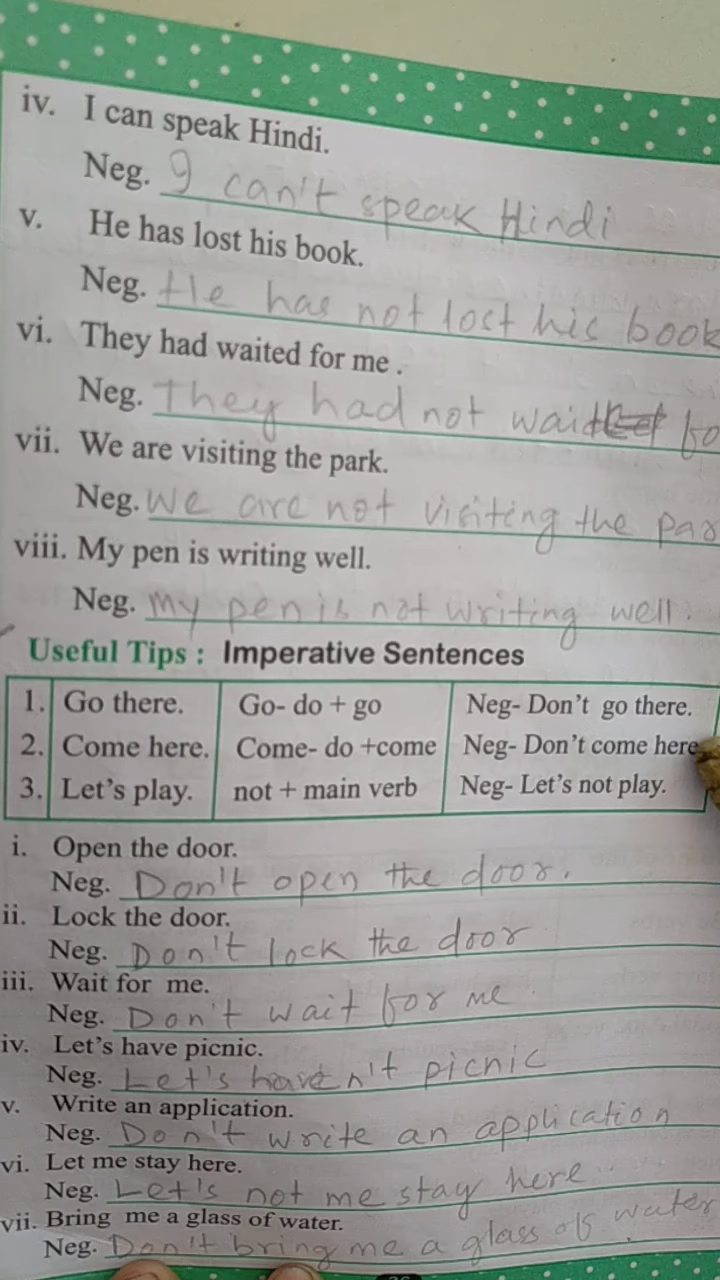 iv. I can speak Hindi.
Neg. I can't speak Hindi
v. He has lost his book.
Neg. He has not lost his book
vi. They had waited for me .
Neg. They had not wait fo
vii. We are visiting the park.
Neg. We are not visiting the par
viii. My pen is writing well.
Neg. My pen is not writing well.
Useful Tips : Imperative Sentences
1. Go there. Go- do + go Neg- Don't go there.
2. Come here. Come- do +come Neg- Don't come here
3. Let's play. not + main verb Neg- Let's not play.
i. Open the door.
Neg. Don't open the door.
ii. Lock the door.
Neg. Don't lock the door
iii. Wait for me.
Neg. Don't wait for me.
iv. Let's have picnic.
Neg. Let's haven't picnic
v. Write an application.
Neg. Don't write an application
vi. Let me stay here.
Neg. Let's not me stay here
vii. Bring me a glass of water.
Neg. Don't bring me a glass of water